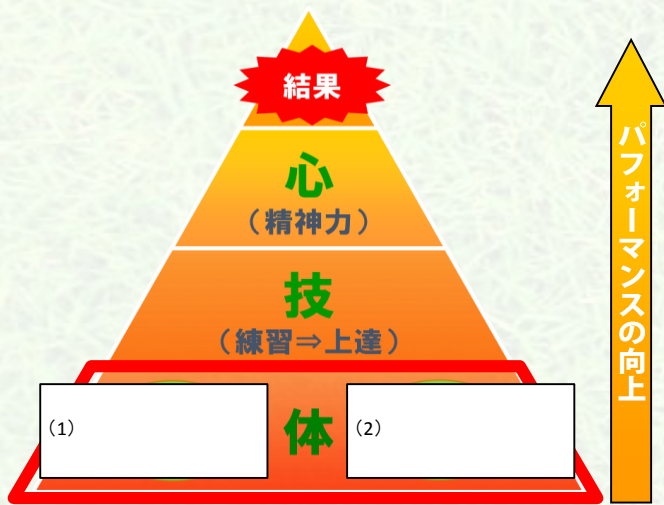 結果
心
（精神力）
技
（練習⇒上達）
（1）
体
（2）
パフォーマンスの向上